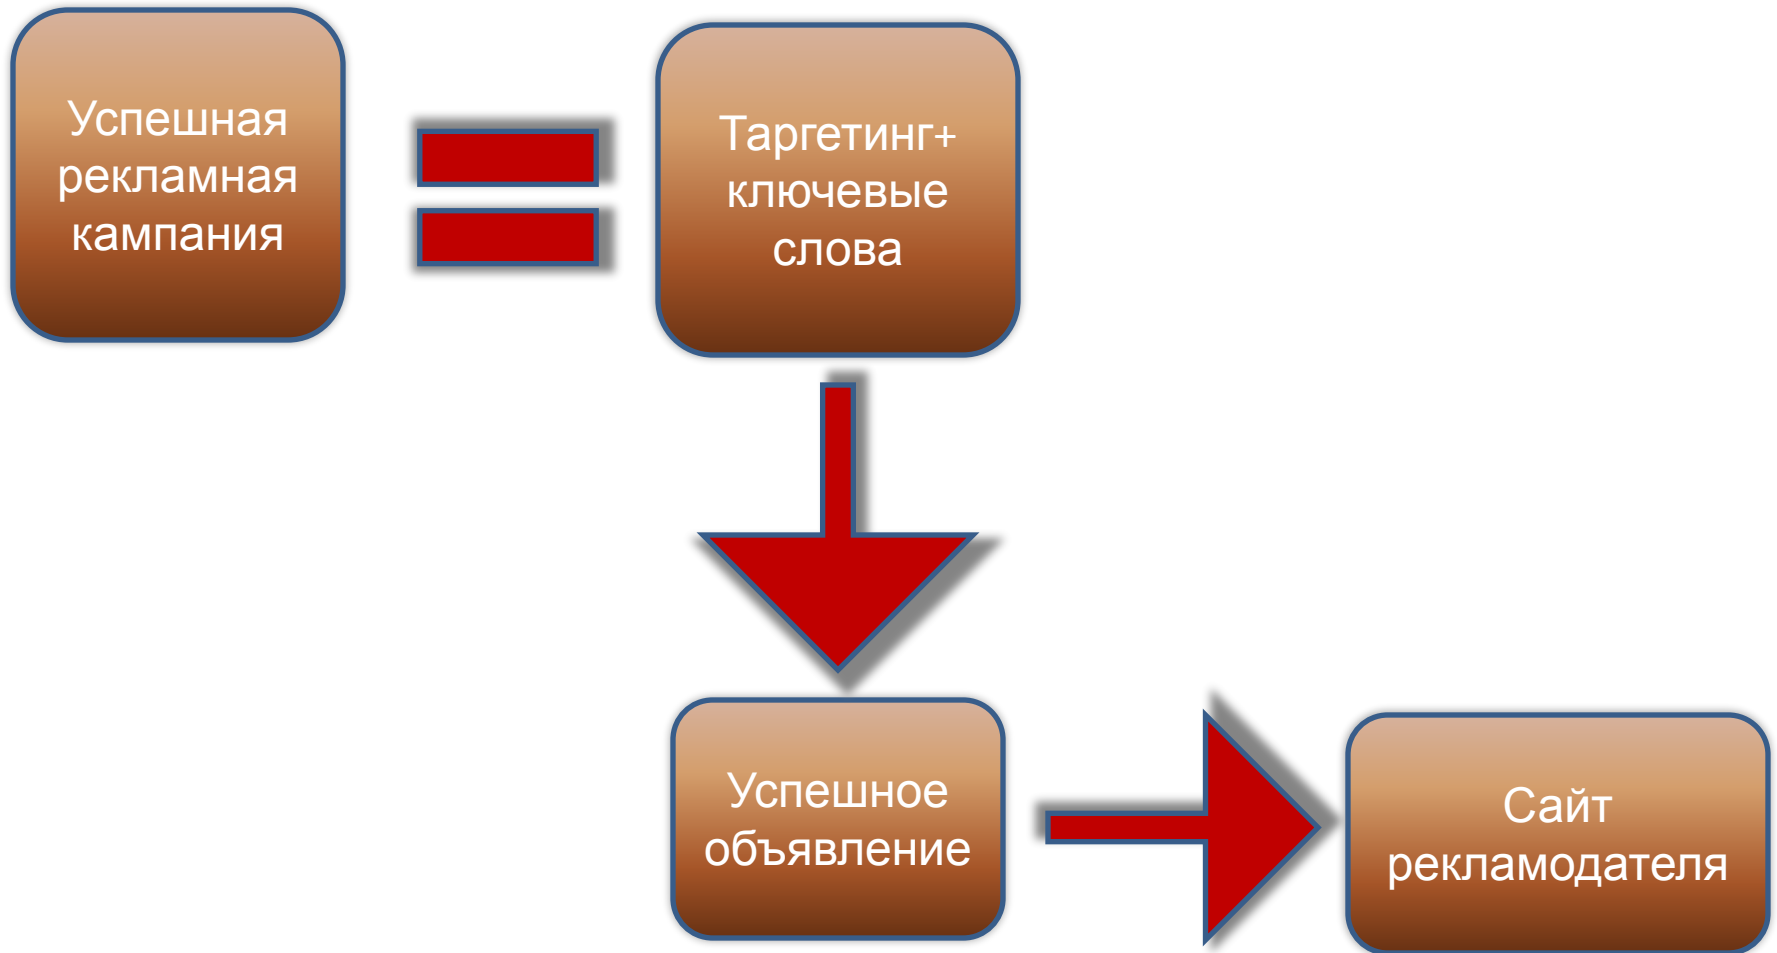 Успешная
рекламная
кампания
Таргетинг+
ключевые
слова
Успешное
объявление
Сайт
рекламодателя